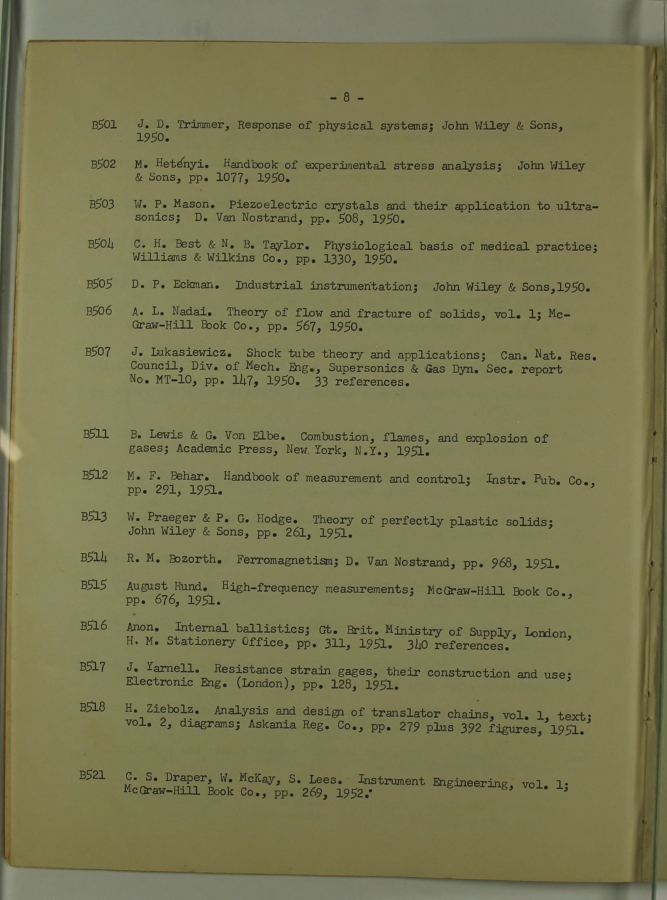 - 8 -
B501 J. D. Trimmer, Response of physical systems; John Wiley & Sons,
1950.
B502 M. Hetényi. Handbook of experimental stress analysis; John Wiley
& Sons, pp. 1077, 1950.
B503 W. P. Mason. Piezoelectric crystals and their application to ultra-
sonics; D. Van Nostrand, pp. 508, 1950.
B504 C. H. Best & N. B. Taylor. Physiological basis of medical practice;
Williams & Wilkins Co., pp. 1330, 1950.
B505 D. P. Eckman. Industrial instrumentation; John Wiley & Sons,1950.
B506 A. L. Nadai. Theory of flow and fracture of solids, vol. 1; Mc-
Graw-Hill Book Co., pp. 567, 1950.
B507 J. Lukasiewicz. Shock tube theory and applications; Can. Nat. Res.
Council, Div. of Mech. Eng., Supersonics & Gas Dyn. Sec. report
No. MT-10, pp. 147, 1950. 33 references.
B511 B. Lewis & G. Von Elbe. Combustion, flames, and explosion of
gases; Academic Press, New York, N.Y., 1951.
B512 M. F. Behar. Handbook of measurement and control; Instr. Pub. Co.,
pp. 291, 1951.
B513 W. Praeger & P. G. Hodge. Theory of perfectly plastic solids;
John Wiley & Sons, pp. 261, 1951.
B514 R. M. Bozorth. Ferromagnetism; D. Van Nostrand, pp. 968, 1951.
B515 August Hund. High-frequency measurements; McGraw-Hill Book Co.,
pp. 676, 1951.
B516 Anon. Internal ballistics; Gt. Brit. Ministry of Supply, London,
H. M. Stationery Office, pp. 311, 1951. 340 references.
B517 J. Yarnell. Resistance strain gages, their construction and use;
Electronic Eng. (London), pp. 128, 1951.
B518 H. Ziebolz. Analysis and design of translator chains, vol. 1, text;
vol. 2, diagrams; Askania Reg. Co., pp. 279 plus 392 figures, 1951.
B521 C. S. Draper, W. McKay, S. Lees. Instrument Engineering, vol. 1;
McGraw-Hill Book Co., pp. 269, 1952.